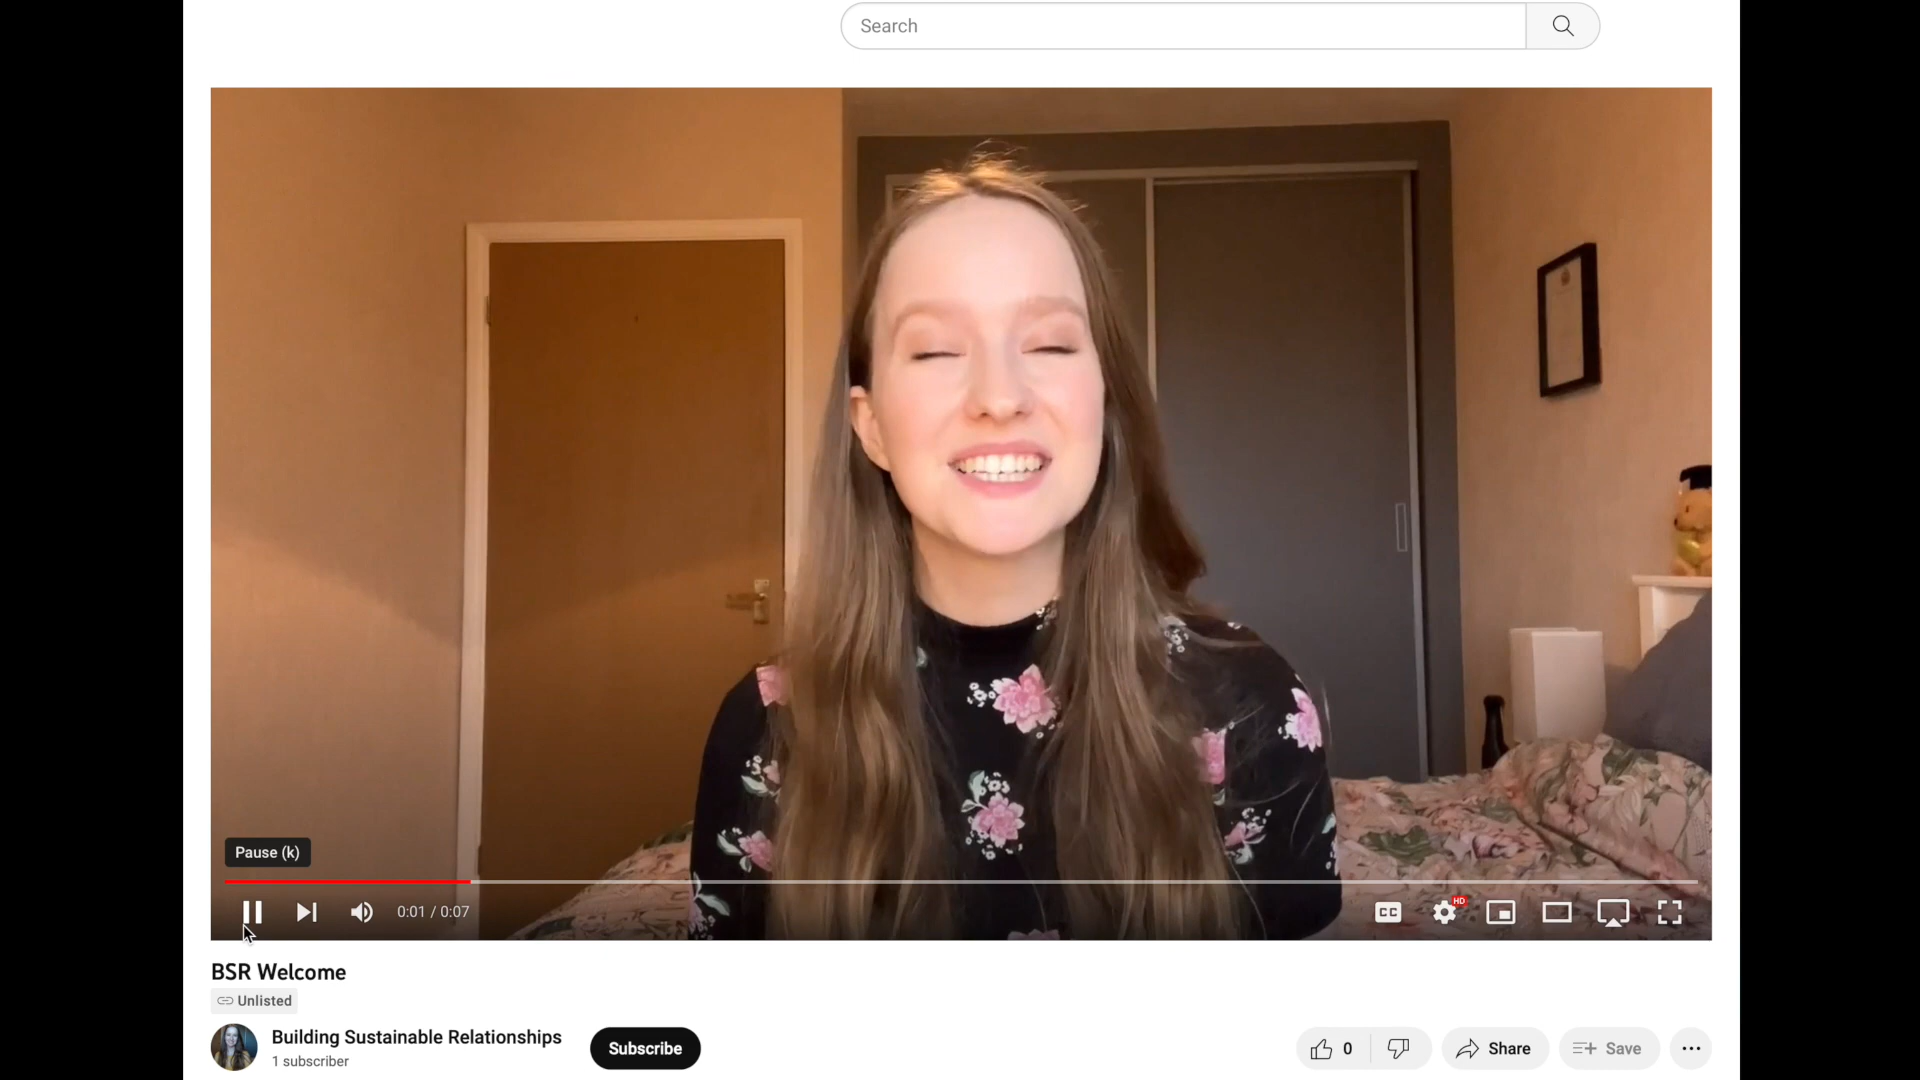 Search
Pause (k)
0:01 / 0:07
CC
HD
BSR Welcome
Unlisted
Building Sustainable Relationships
1 subscriber
Subscribe
0
Share
Save